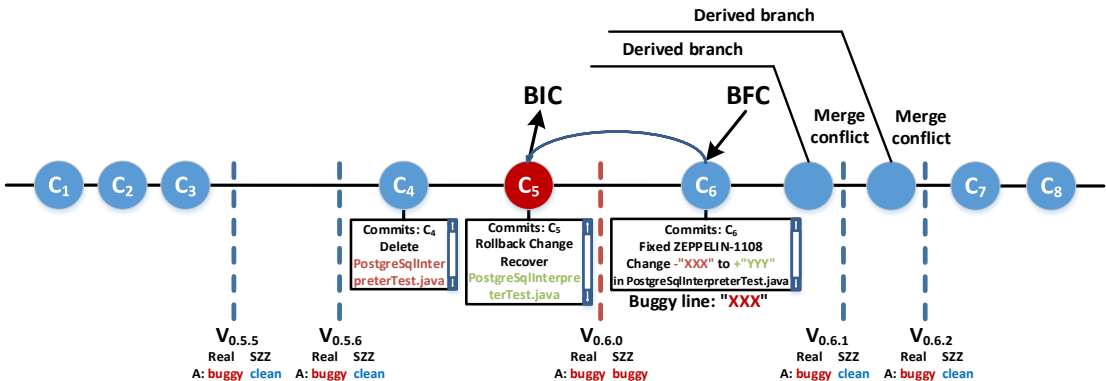 Derived branch
Derived branch
BIC
BFC
Merge
conflict
Merge
conflict
C1
C2
C3
C4
C5
C6
C7
C8
Commits: C4
Delete
PostgreSqlInter
preterTest.java
Commits: C5
Rollback Change
Recover
PostgreSqlInterpre
terTest.java
Commits: C6
Fixed ZEPPELIN-1108
Change -"XXX" to +"YYY"
in PostgreSqlInterpreterTest.java
Buggy line: "XXX"
V0.5.5
Real SZZ
A: buggy clean
V0.5.6
Real SZZ
A: buggy clean
V0.6.0
Real SZZ
A: buggy buggy
V0.6.1
Real SZZ
A: buggy clean
V0.6.2
Real SZZ
A: buggy clean